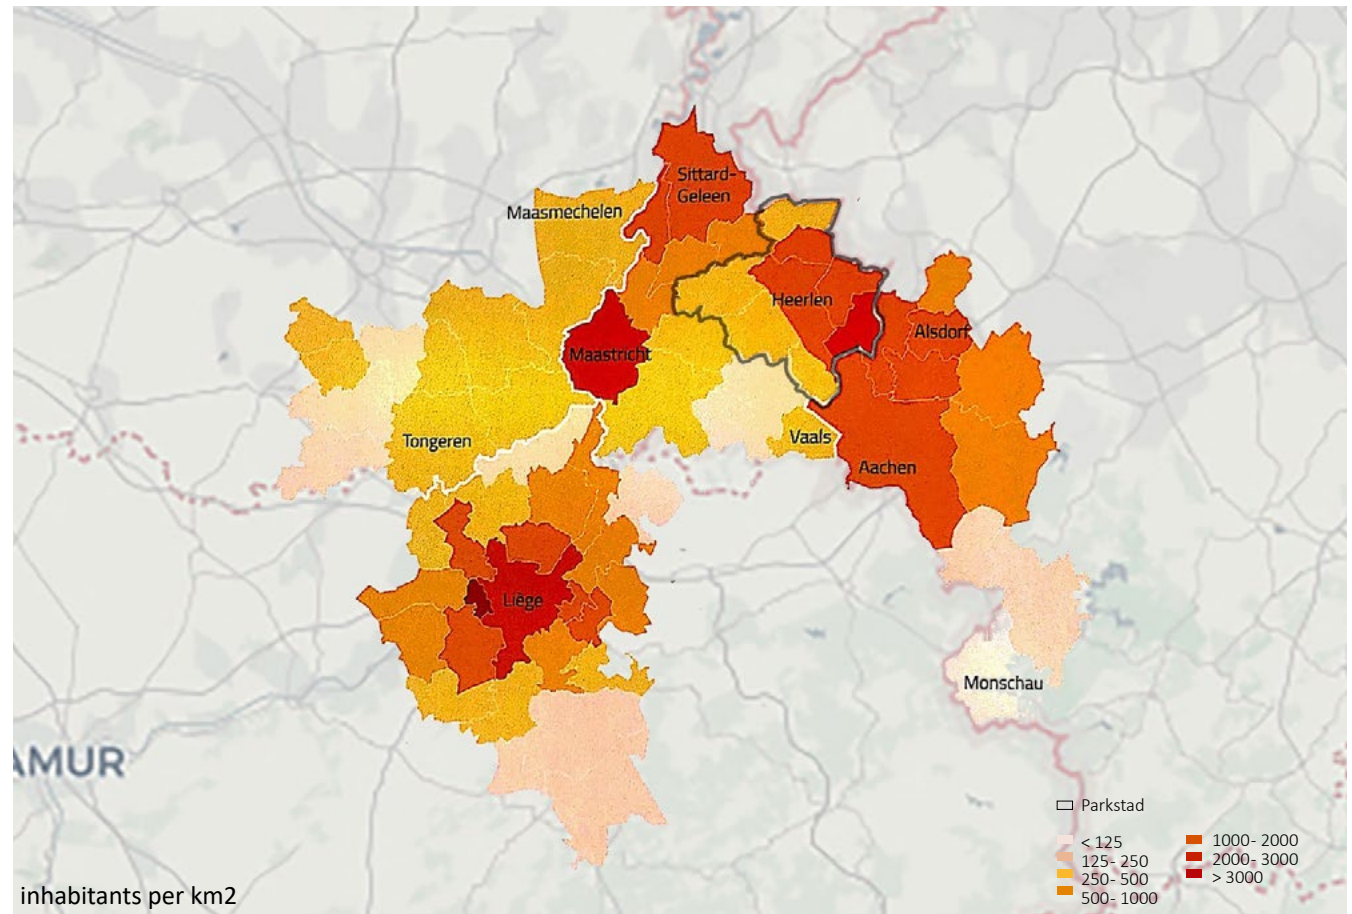 Sittard-
Geleen
Maasmechelen
Heerlen
Alsdorf
Maastricht
Tongeren
Vaals
Aachen
Liège
Monschau
AMUR
Parkstad
< 125
125- 250
250- 500
500- 1000
1000- 2000
2000- 3000
> 3000
inhabitants per km2